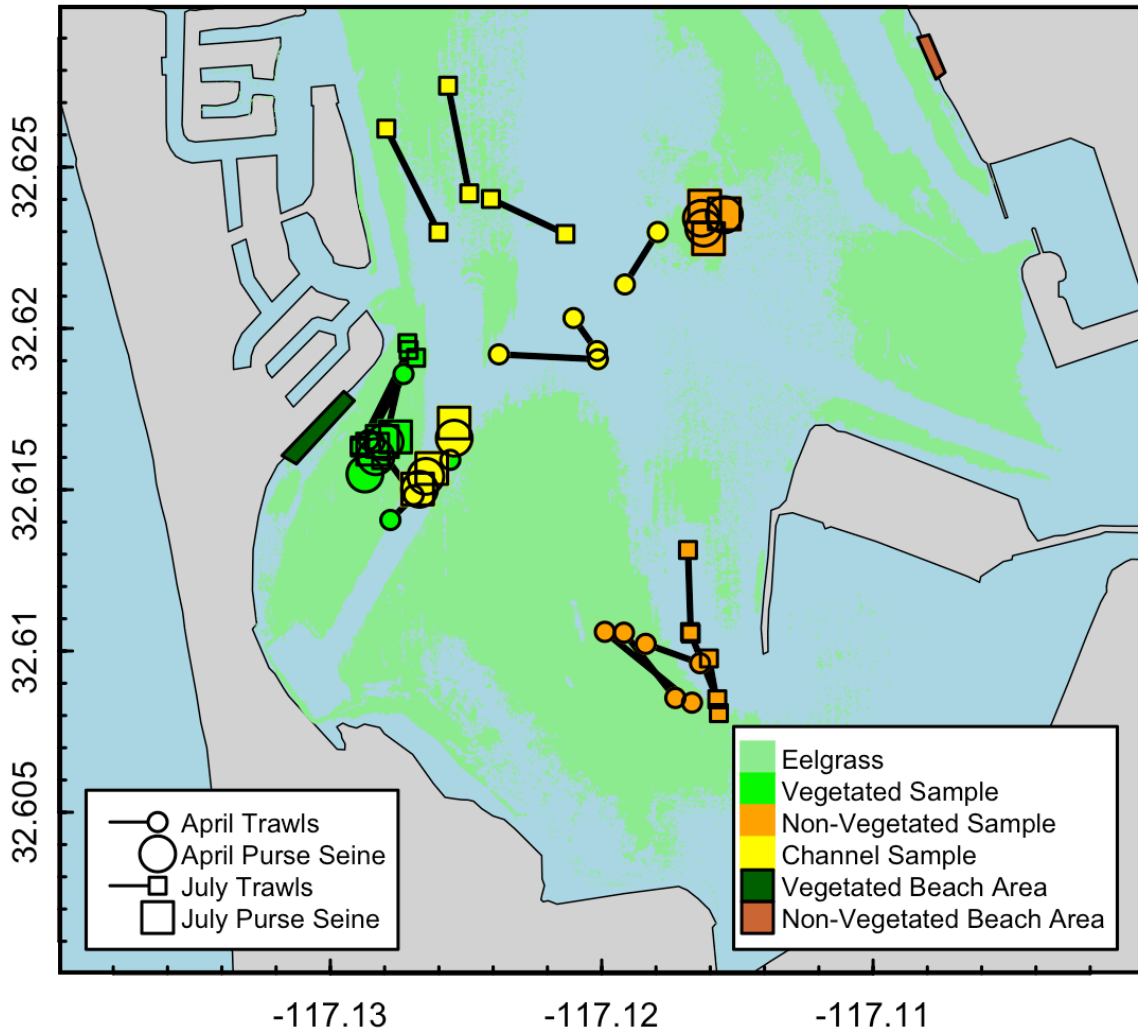 32.625
32.62
32.615
32.61
32.605
April Trawls
April Purse Seine
July Trawls
July Purse Seine
Eelgrass
Vegetated Sample
Non-Vegetated Sample
Channel Sample
Vegetated Beach Area
Non-Vegetated Beach Area
-117.13
-117.12
-117.11